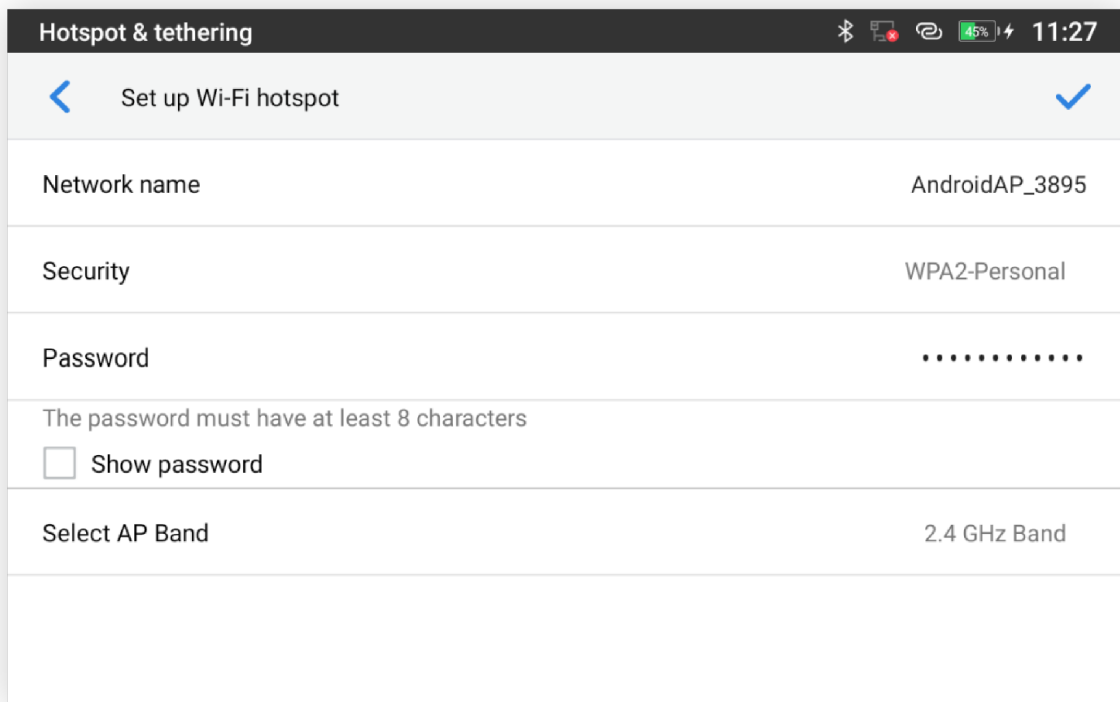 Hotspot & tethering 45% 11:27
Set up Wi-Fi hotspot
Network name AndroidAP_3895
Security WPA2-Personal
Password ••••••••••••
The password must have at least 8 characters
Show password
Select AP Band 2.4 GHz Band